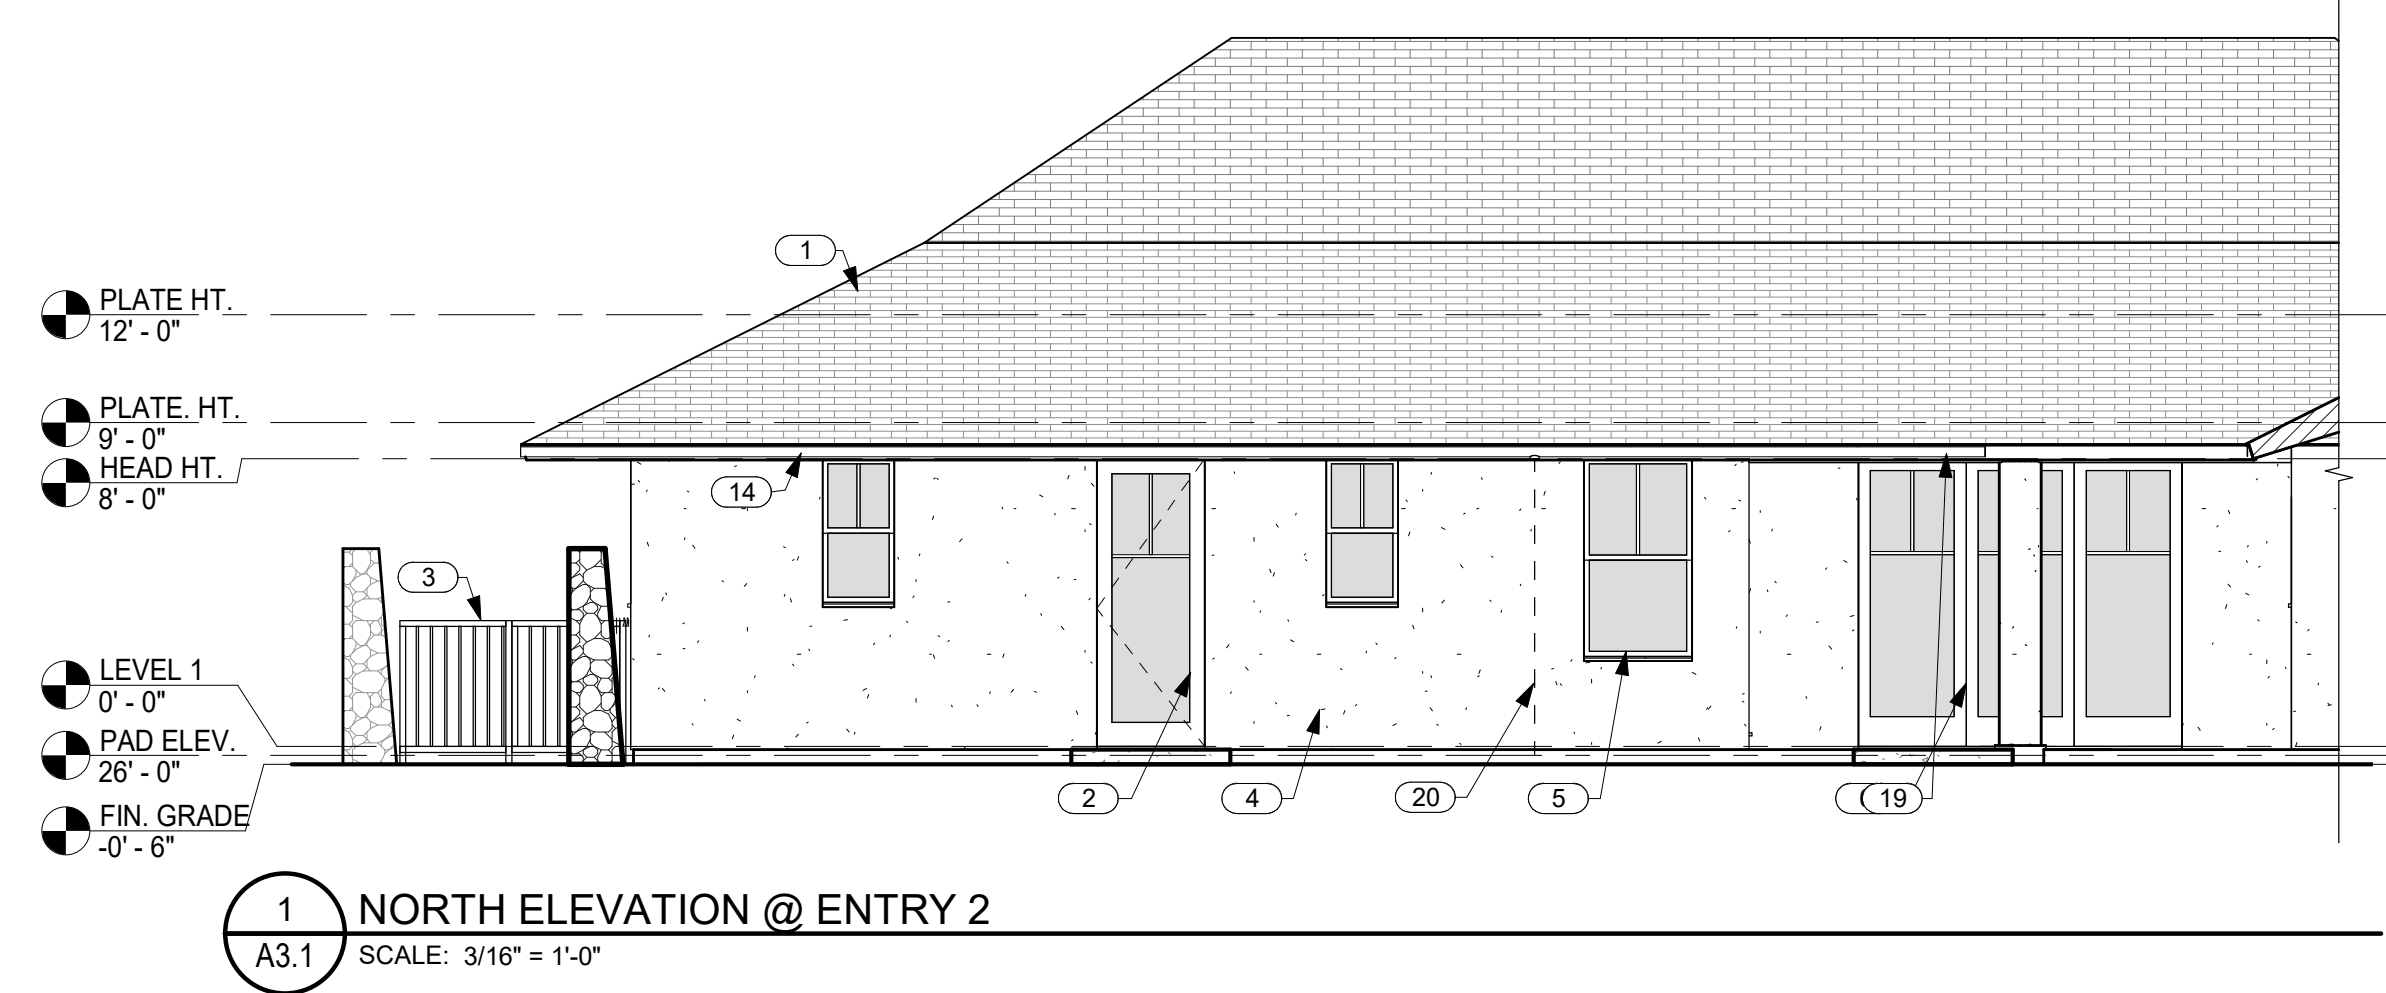 1
PLATE HT.
12' - 0"
PLATE. HT.
9' - 0"
HEAD HT.
8' - 0"
14
3
LEVEL 1
0' - 0"
PAD ELEV.
26' - 0"
FIN. GRADE
-0' - 6"
2
4
20
5
19
1
A3.1
NORTH ELEVATION @ ENTRY 2
SCALE: 3/16" = 1'-0"